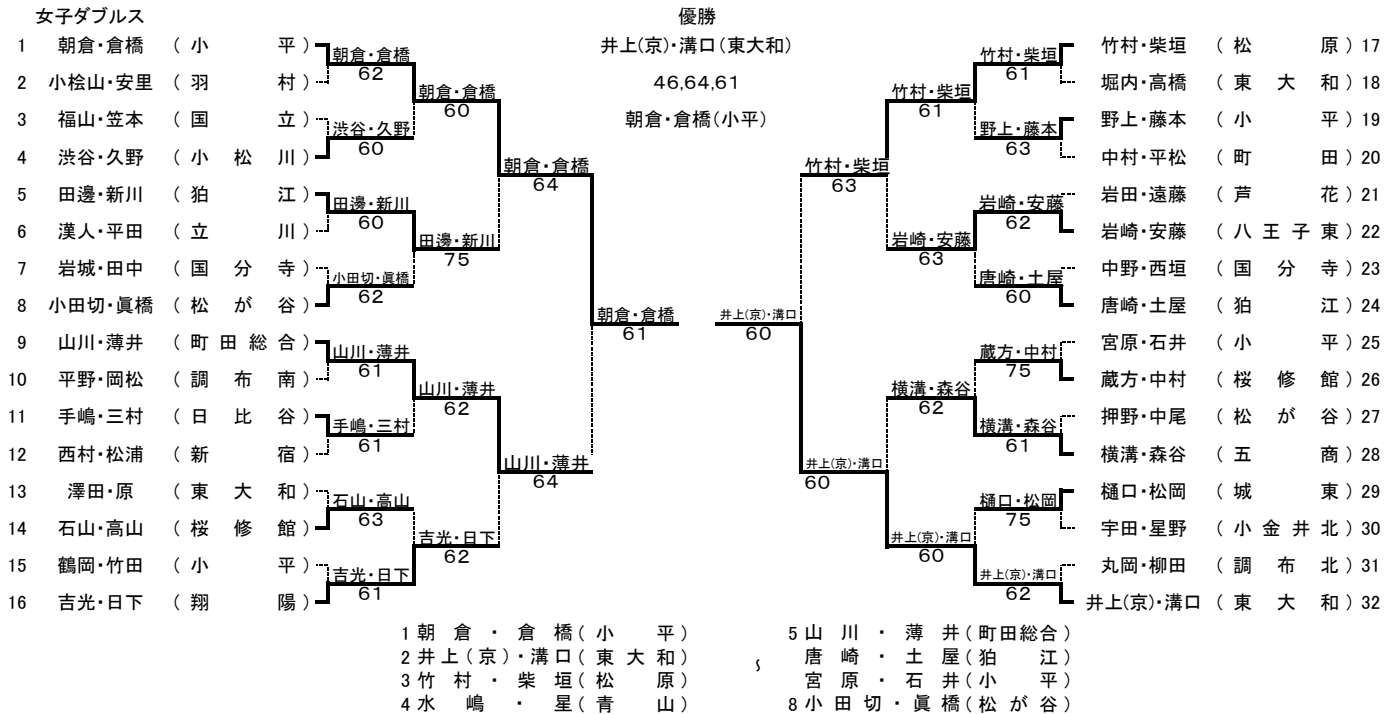 女子ダブルス
優勝
井上(京)・溝口(東大和)
46,64,61
朝倉・倉橋(小平)
1 朝倉・倉橋 (小平)
2 小桧山・安里 (羽村)
3 福山・笠本 (国立)
4 渋谷・久野 (小松川)
5 田邊・新川 (狛江)
6 漢人・平田 (立川)
7 岩城・田中 (国分寺)
8 小田切・眞橋 (松が谷)
9 山川・薄井 (町田総合)
10 平野・岡松 (調布南)
11 手嶋・三村 (日比谷)
12 西村・松浦 (新宿)
13 澤田・原 (東大和)
14 石山・高山 (桜修館)
15 鶴岡・竹田 (小平)
16 吉光・日下 (翔陽)
朝倉・倉橋
62
渋谷・久野
60
田邊・新川
60
小田切・眞橋
62
山川・薄井
61
手嶋・三村
61
石山・高山
63
吉光・日下
61
朝倉・倉橋
60
田邊・新川
75
山川・薄井
62
吉光・日下
62
朝倉・倉橋
64
山川・薄井
64
朝倉・倉橋
61
井上(京)・溝口
60
竹村・柴垣
63
井上(京)・溝口
60
竹村・柴垣
61
岩崎・安藤
63
横溝・森谷
62
井上(京)・溝口
60
竹村・柴垣
61
野上・藤本
63
岩崎・安藤
62
唐崎・土屋
60
蔵方・中村
75
横溝・森谷
61
樋口・松岡
75
井上(京)・溝口
62
竹村・柴垣 (松原) 17
堀内・高橋 (東大和) 18
野上・藤本 (小平) 19
中村・平松 (町田) 20
岩田・遠藤 (芦花) 21
岩崎・安藤 (八王子東) 22
中野・西垣 (国分寺) 23
唐崎・土屋 (狛江) 24
宮原・石井 (小平) 25
蔵方・中村 (桜修館) 26
押野・中尾 (松が谷) 27
横溝・森谷 (五商) 28
樋口・松岡 (城東) 29
宇田・星野 (小金井北) 30
丸岡・柳田 (調布北) 31
井上(京)・溝口 (東大和) 32
1 朝倉・倉橋(小平)
2 井上(京)・溝口(東大和)
3 竹村・柴垣(松原)
4 水嶋・星(青山)
5 山川・薄井(町田総合)
~ 唐崎・土屋(狛江)
宮原・石井(小平)
8 小田切・眞橋(松が谷)